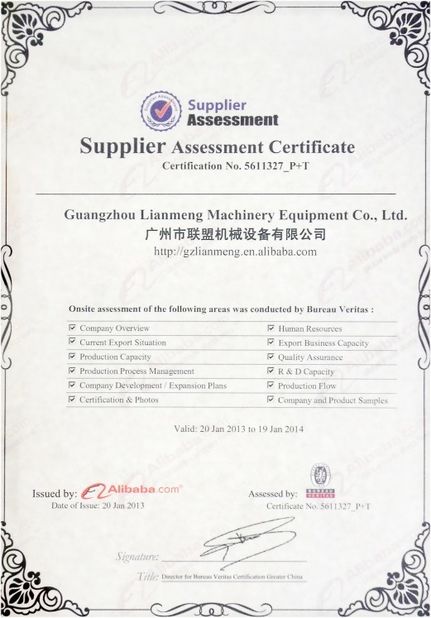 Supplier
Assessment
Supplier Assessment Certificate
Certification No. 5611327_P+T
Guangzhou Lianmeng Machinery Equipment Co., Ltd.
广州市联盟机械设备有限公司
http://gzlianmeng.en.alibaba.com
Onsite assessment of the following areas was conducted by Bureau Veritas :
Company Overview
Human Resources
Current Export Situation
Export Business Capacity
Production Capacity
Quality Assurance
Production Process Management
R & D Capacity
Company Development / Expansion Plans
Production Flow
Certification & Photos
Company and Product Samples
Valid: 20 Jan 2013 to 19 Jan 2014
Issued by: Alibaba.com
Assessed by: BUREAU VERITAS
Date of Issue: 20 Jan 2013
Certificate No. 5611327_P+T
Signature:
Title: Director for Bureau Veritas Certification Greater China